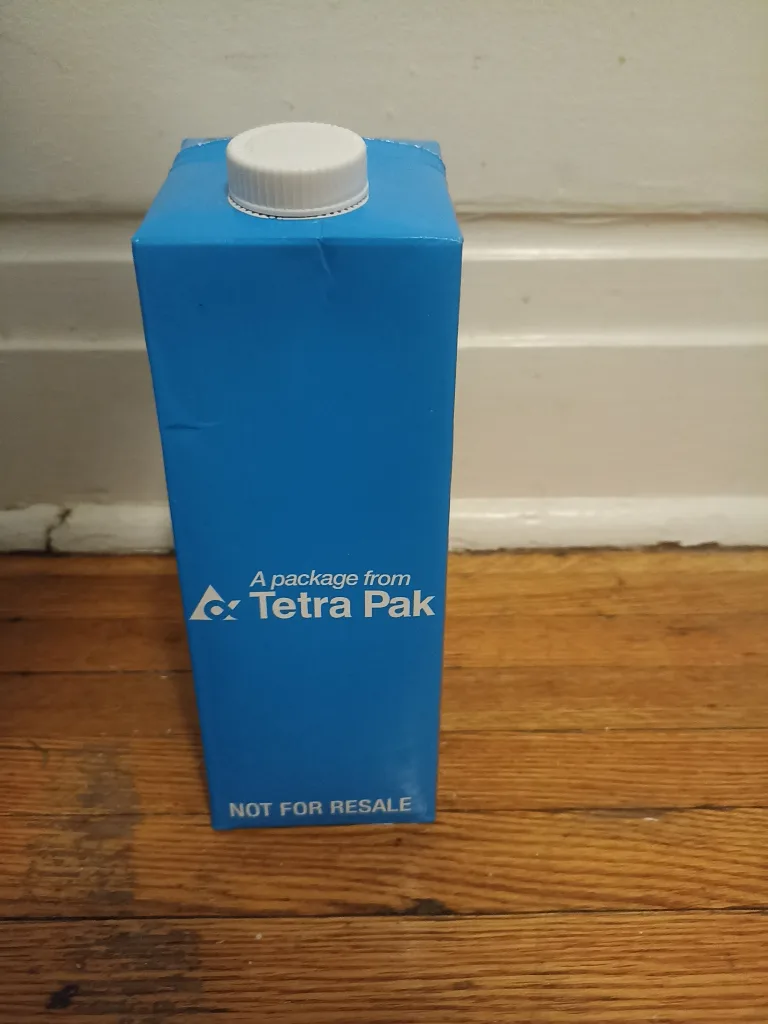 A package from
Tetra Pak
NOT FOR RESALE